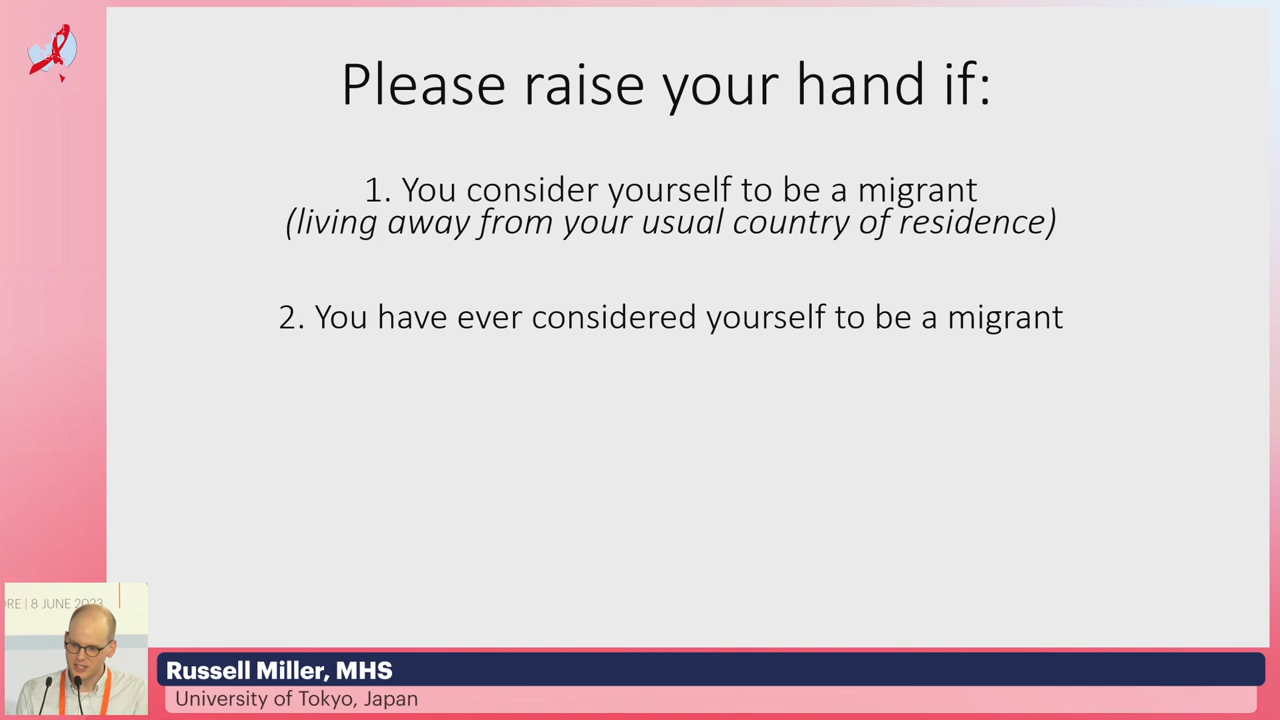 Please raise your hand if:
1. You consider yourself to be a migrant
(living away from your usual country of residence)
2. You have ever considered yourself to be a migrant
ORE | 8 JUNE 2023
Russell Miller, MHS
University of Tokyo, Japan